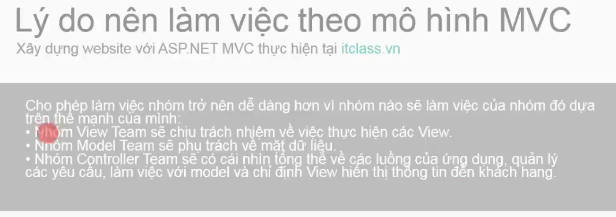 Lý do nên làm việc theo mô hình MVC
Xây dựng website với ASP.NET MVC thực hiện tại itclass.vn
Cho phép làm việc nhóm trở nên dễ dàng hơn vì nhóm nào sẽ làm việc của nhóm đó dựa
trên thế mạnh của mình:
• Nhóm View Team sẽ chịu trách nhiệm về việc thực hiện các View.
• Nhóm Model Team sẽ phụ trách về mặt dữ liệu.
• Nhóm Controller Team sẽ có cái nhìn tổng thể về các luồng của ứng dụng, quản lý
các yêu cầu, làm việc với model và chỉ định View hiển thị thông tin đến khách hang.